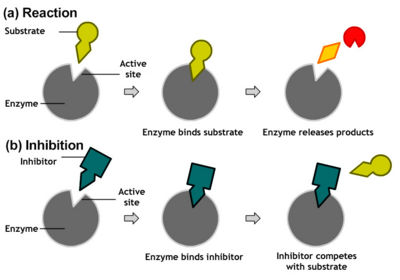 (a) Reaction
Substrate
Active
site
Enzyme
Enzyme binds substrate
Enzyme releases products
(b) Inhibition
Inhibitor
Active
site
Enzyme
Enzyme binds inhibitor
Inhibitor competes
with substrate